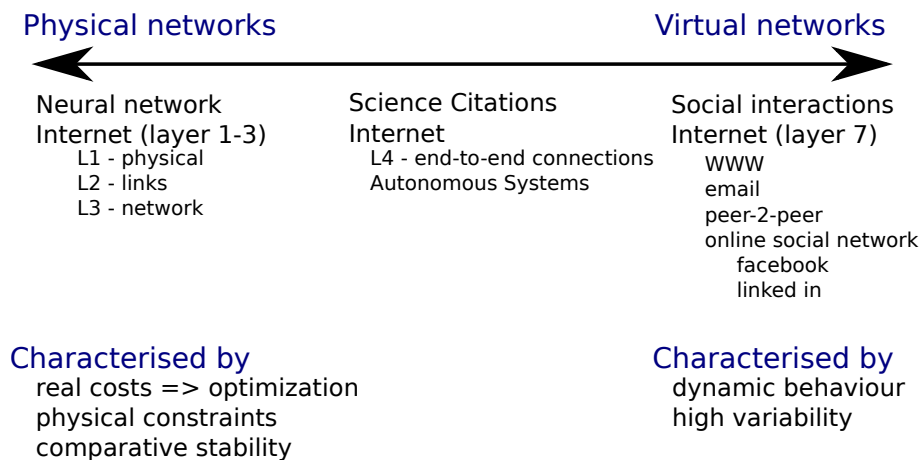 Physical networks
Virtual networks
Neural network
Internet (layer 1-3)
L1 - physical
L2 - links
L3 - network
Science Citations
Internet
L4 - end-to-end connections
Autonomous Systems
Social interactions
Internet (layer 7)
WWW
email
peer-2-peer
online social network
facebook
linked in
Characterised by
real costs => optimization
physical constraints
comparative stability
Characterised by
dynamic behaviour
high variability